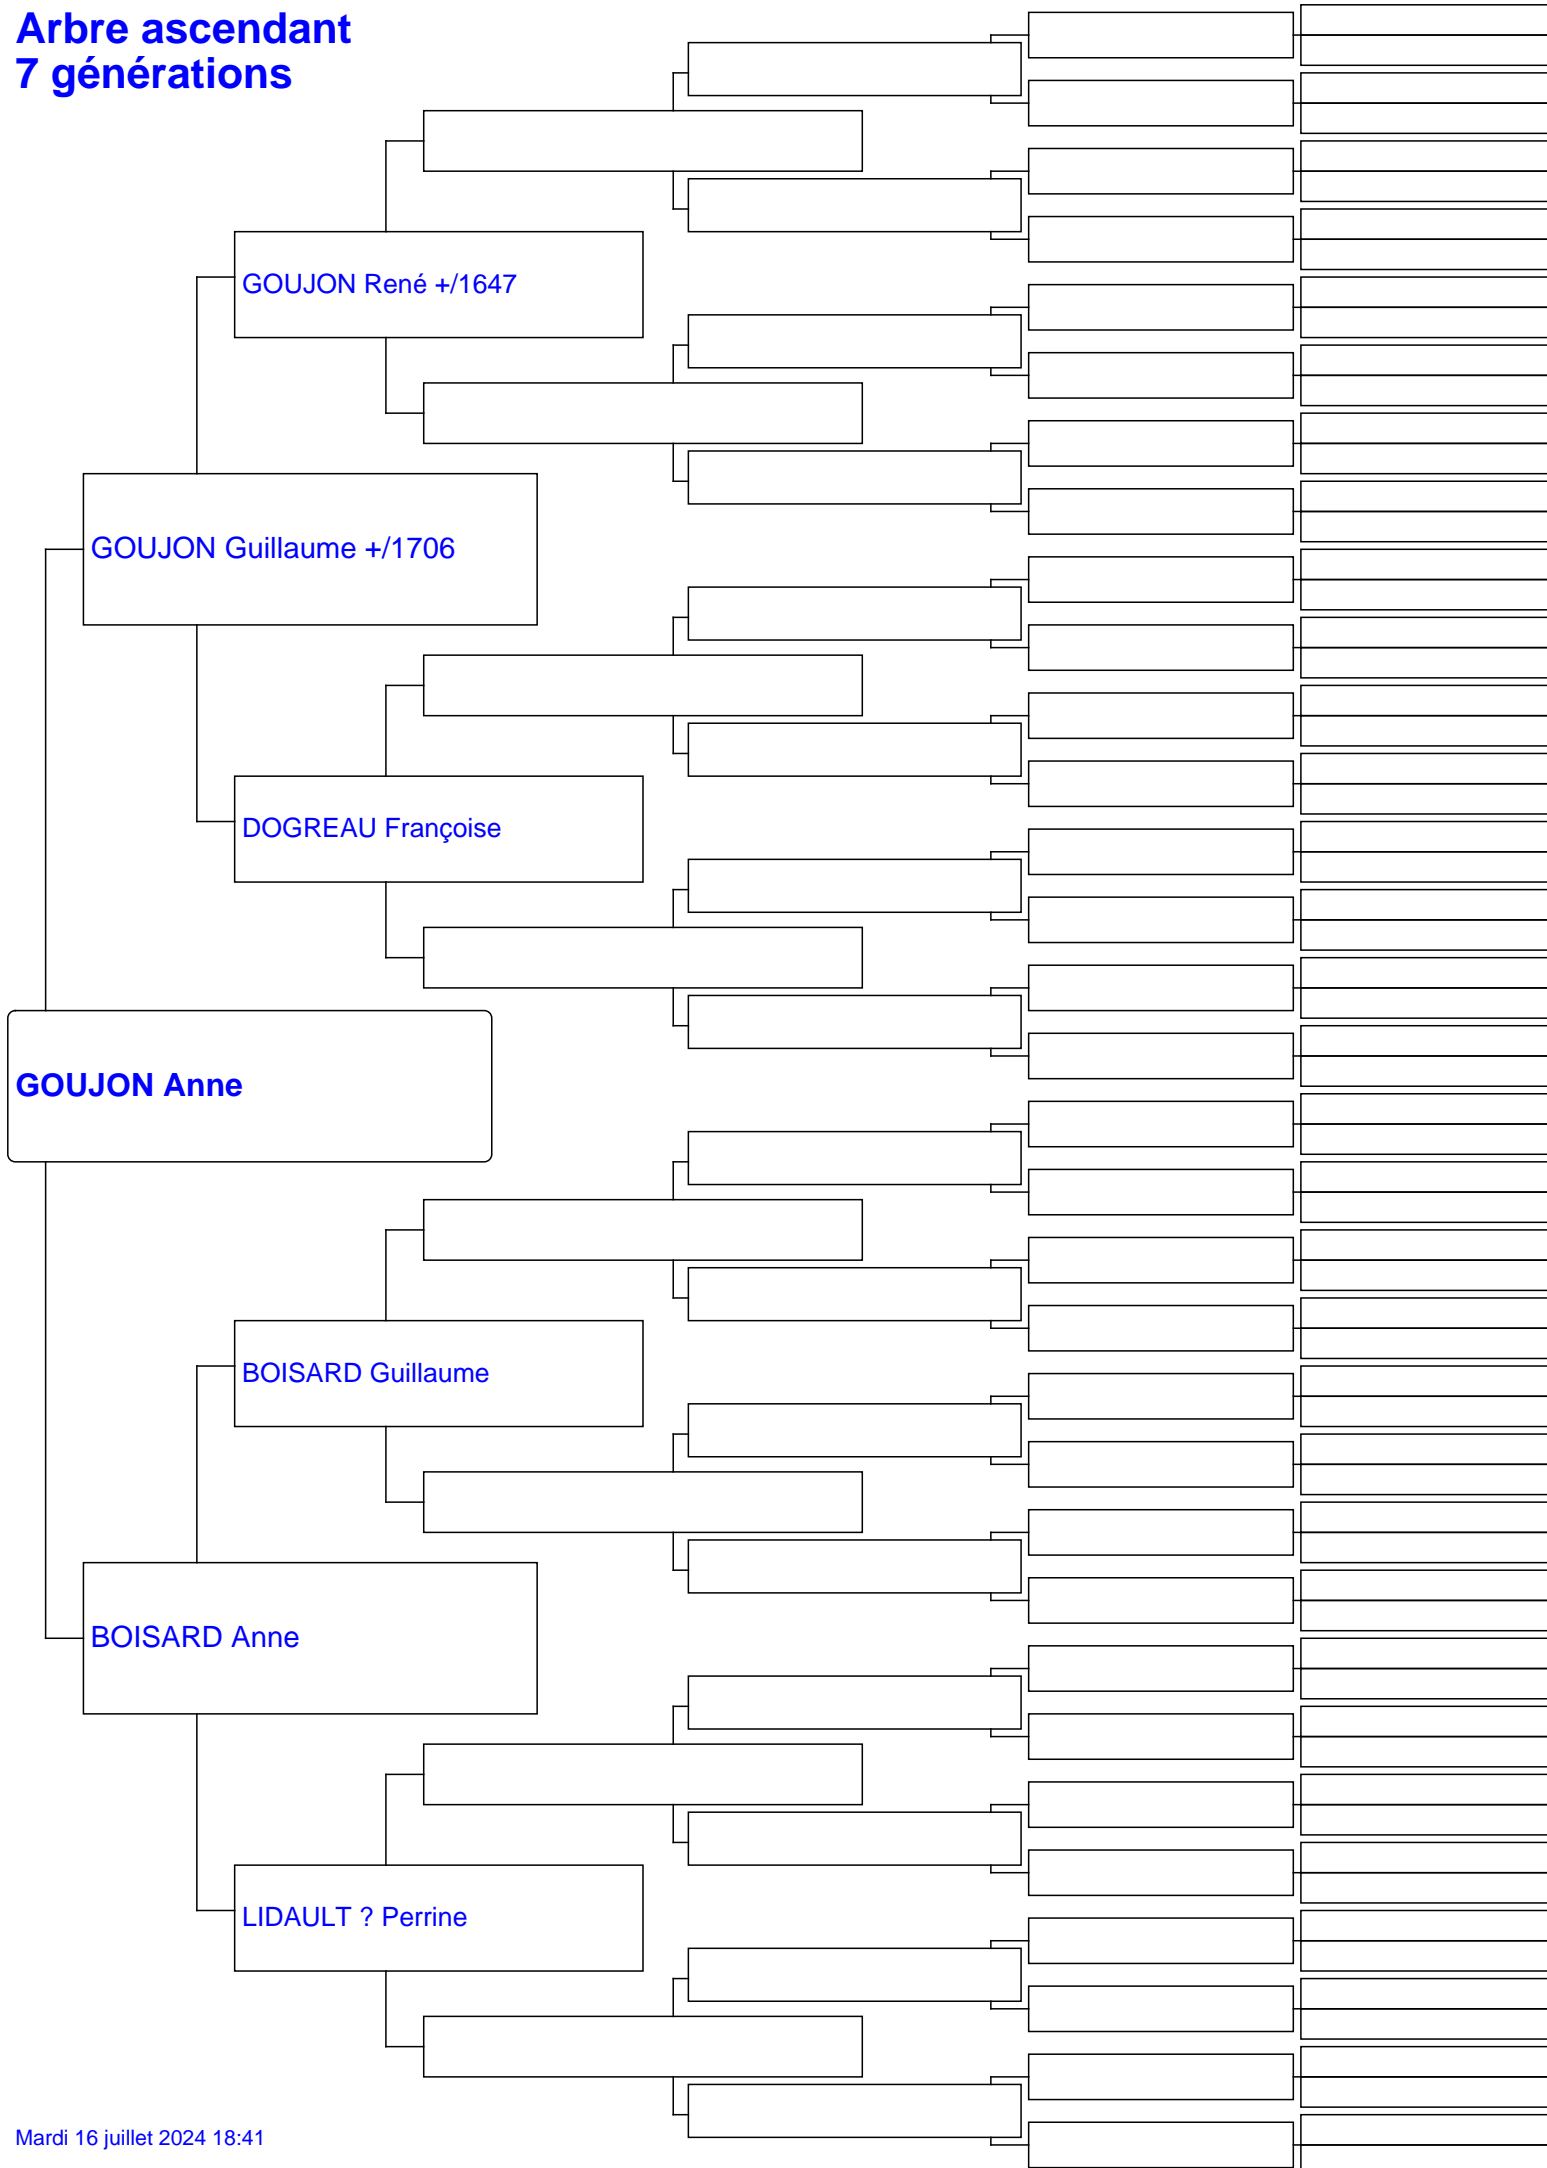 Arbre ascendant
7 générations
GOUJON René +/1647
GOUJON Guillaume +/1706
DOGREAU Françoise
GOUJON Anne
BOISARD Guillaume
BOISARD Anne
LIDAULT ? Perrine
Mardi 16 juillet 2024 18:41